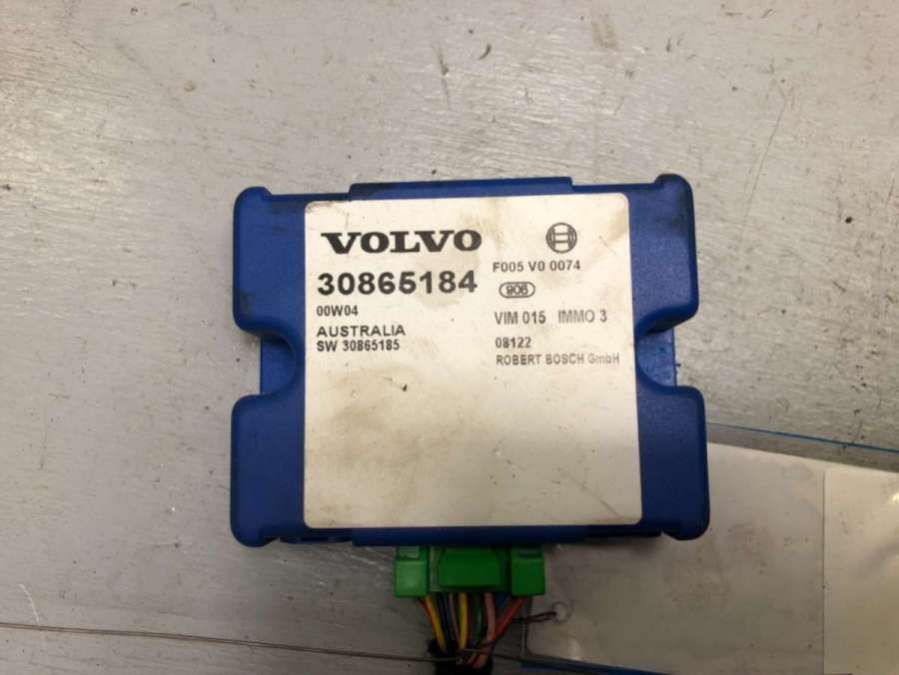 VOLVO
30865184
00W04
AUSTRALIA
SW 30865185
F005 V0 0074
906
VIM 015 IMMO 3
08122
ROBERT BOSCH GmbH